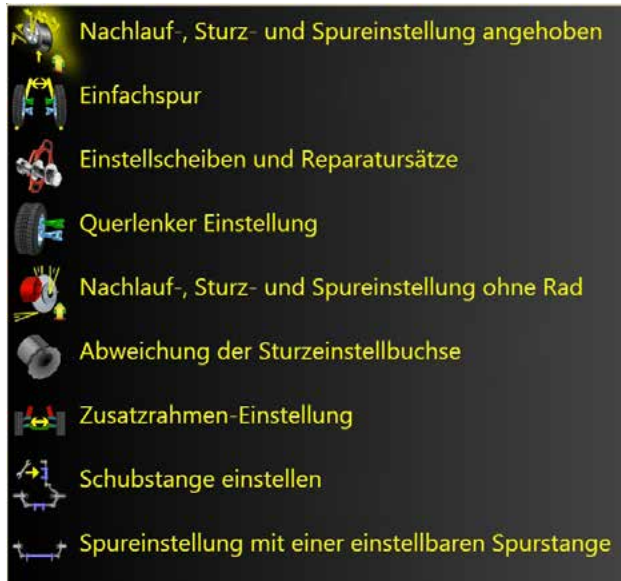 Nachlauf-, Sturz- und Spureinstellung angehoben
Einfachspur
Einstellscheiben und Reparatursätze
Querlenker Einstellung
Nachlauf-, Sturz- und Spureinstellung ohne Rad
Abweichung der Sturzeinstellbuchse
Zusatzrahmen-Einstellung
Schubstange einstellen
Spureinstellung mit einer einstellbaren Spurstange